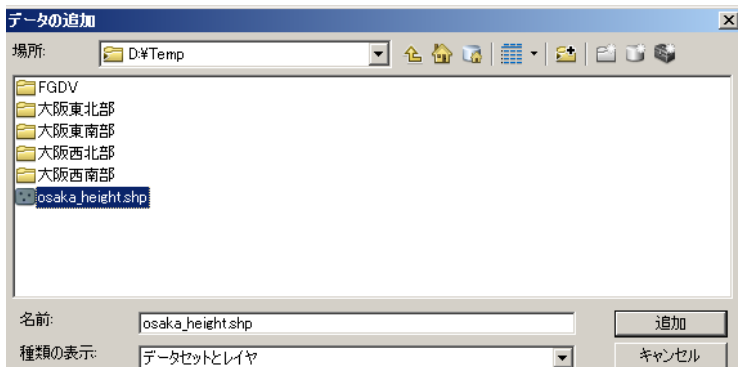 データの追加
場所: D:¥Temp
FGDV
大阪東北部
大阪東南部
大阪西北部
大阪西南部
osaka_height.shp
名前: osaka_height.shp 追加
種類の表示: データセットとレイヤ キャンセル